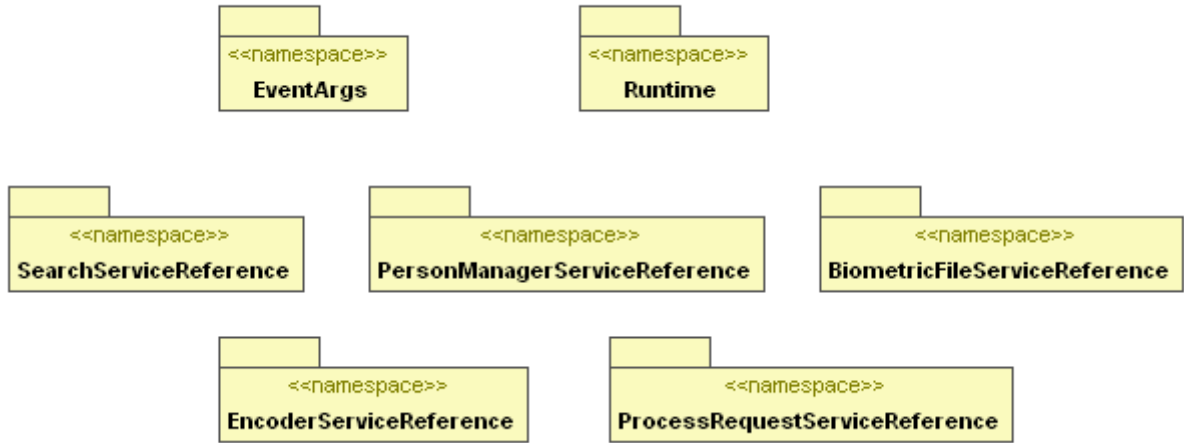 <<namespace>>
EventArgs
<<namespace>>
Runtime
<<namespace>>
SearchServiceReference
<<namespace>>
PersonManagerServiceReference
<<namespace>>
BiometricFileServiceReference
<<namespace>>
EncoderServiceReference
<<namespace>>
ProcessRequestServiceReference